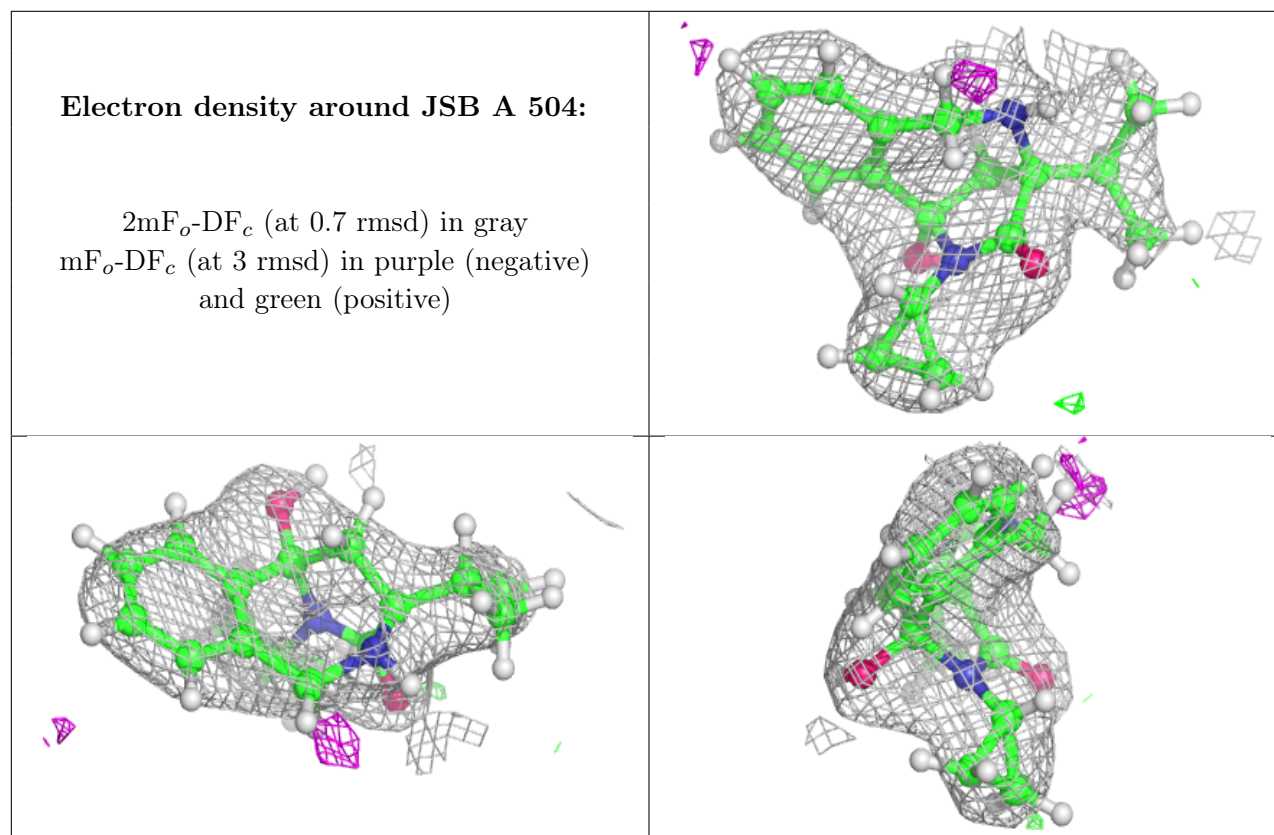 Electron density around JSB A 504:
2mFₒ-DF𝒸 (at 0.7 rmsd) in gray
mFₒ-DF𝒸 (at 3 rmsd) in purple (negative)
and green (positive)